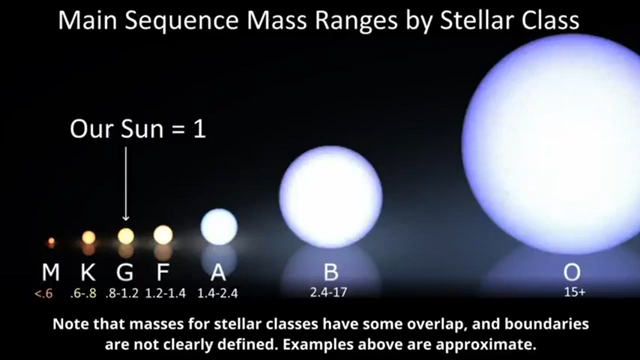 Main Sequence Mass Ranges by Stellar Class
Our Sun = 1
M K G F A B O
<.6 .6-.8 .8-1.2 1.2-1.4 1.4-2.4 2.4-17 15+
Note that masses for stellar classes have some overlap, and boundaries
are not clearly defined. Examples above are approximate.